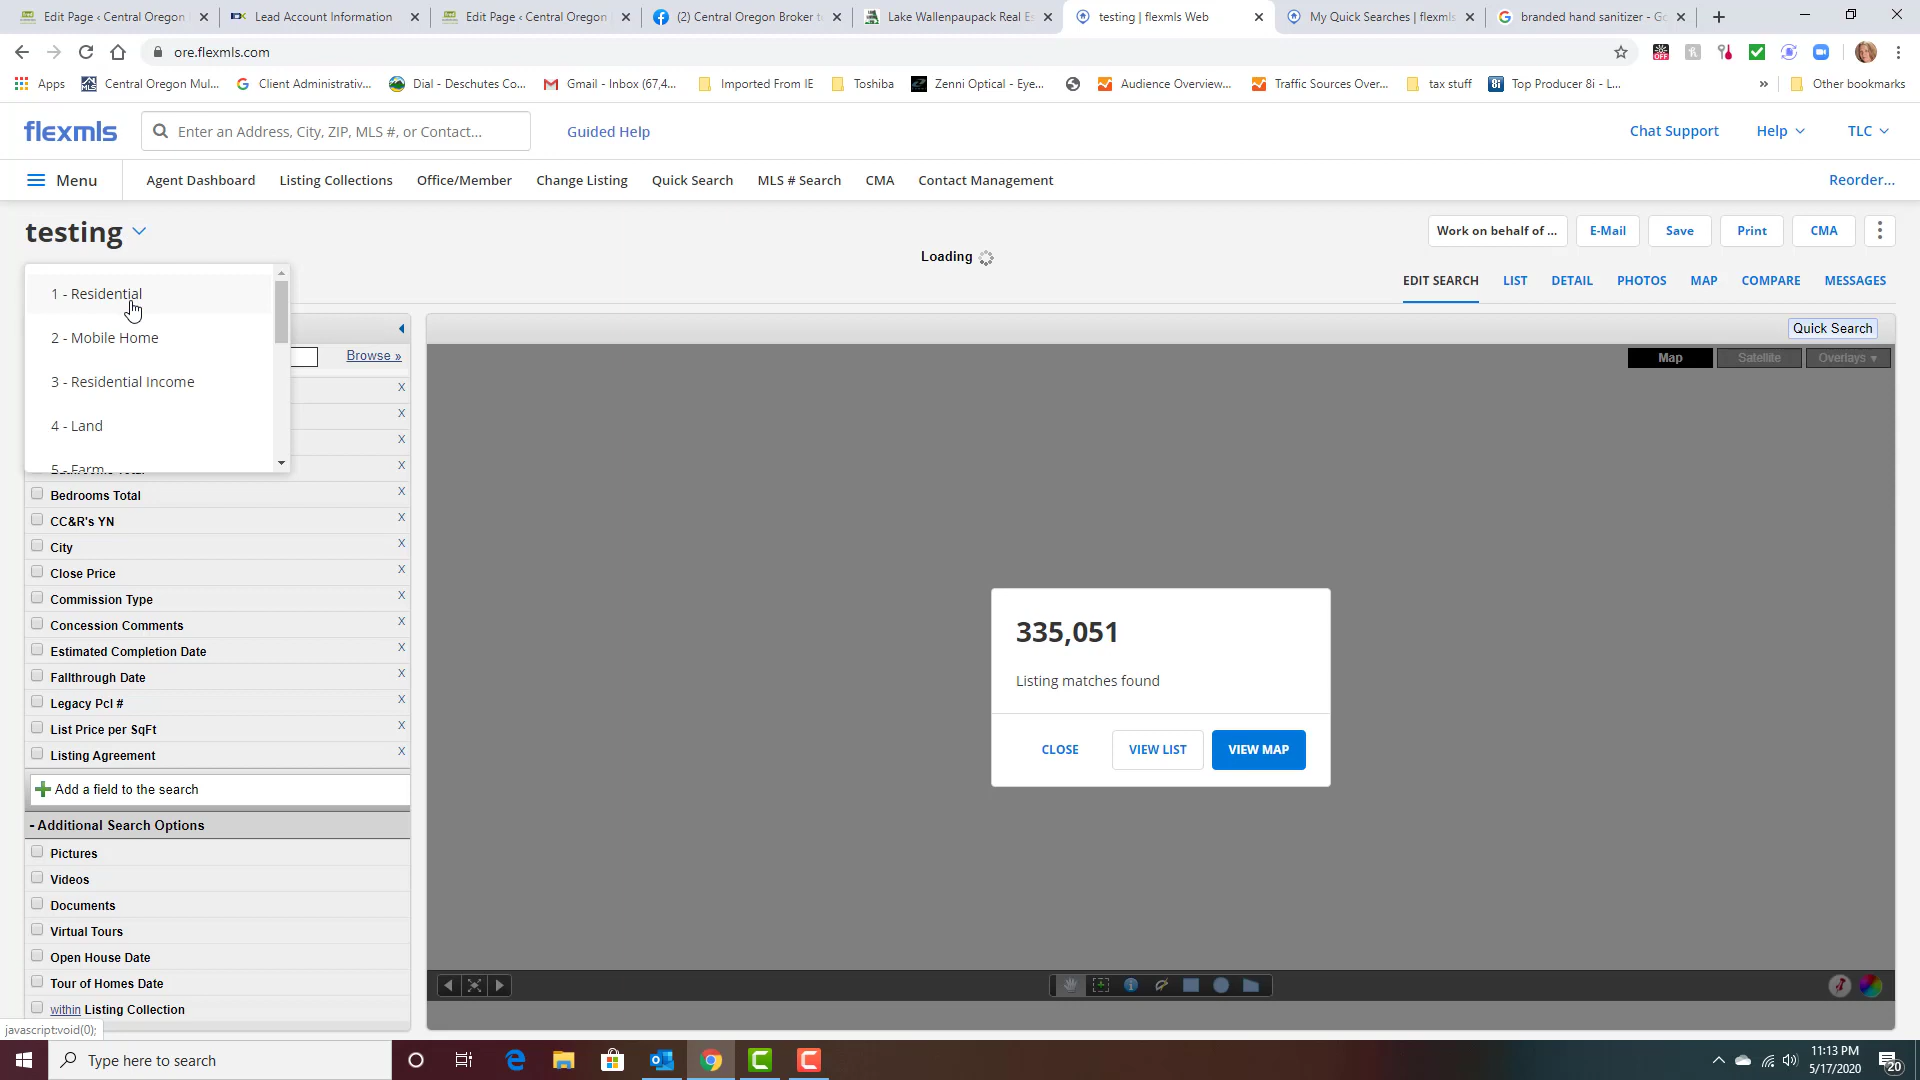 Edit Page ‹ Central Oregon
Lead Account Information
Edit Page ‹ Central Oregon
(2) Central Oregon Broker t
Lake Wallenpaupack Real Es
testing | flexmls Web
My Quick Searches | flexmls
branded hand sanitizer - Go
ore.flexmls.com
Apps
Central Oregon Mul...
Client Administrativ...
Dial - Deschutes Co...
Gmail - Inbox (67,4...
Imported From IE
Toshiba
Zenni Optical - Eye...
Audience Overview...
Traffic Sources Over...
tax stuff
Top Producer 8i - L...
»
Other bookmarks
flexmls
Enter an Address, City, ZIP, MLS #, or Contact...
Guided Help
Chat Support
Help
TLC
Menu
Agent Dashboard
Listing Collections
Office/Member
Change Listing
Quick Search
MLS # Search
CMA
Contact Management
Reorder...
testing
Loading
Work on behalf of ...
E-Mail
Save
Print
CMA
EDIT SEARCH
LIST
DETAIL
PHOTOS
MAP
COMPARE
MESSAGES
1 - Residential
2 - Mobile Home
3 - Residential Income
4 - Land
5 - Farm
Browse »
Quick Search
Map
Satellite
Overlays ▾
X
X
X
X
Bedrooms Total X
CC&R's YN X
City X
Close Price X
Commission Type X
Concession Comments X
Estimated Completion Date X
Fallthrough Date X
Legacy Pcl # X
List Price per SqFt X
Listing Agreement X
Add a field to the search
- Additional Search Options
Pictures
Videos
Documents
Virtual Tours
Open House Date
Tour of Homes Date
within Listing Collection
335,051
Listing matches found
CLOSE
VIEW LIST
VIEW MAP
javascript:void(0);
Type here to search
11:13 PM
5/17/2020
20